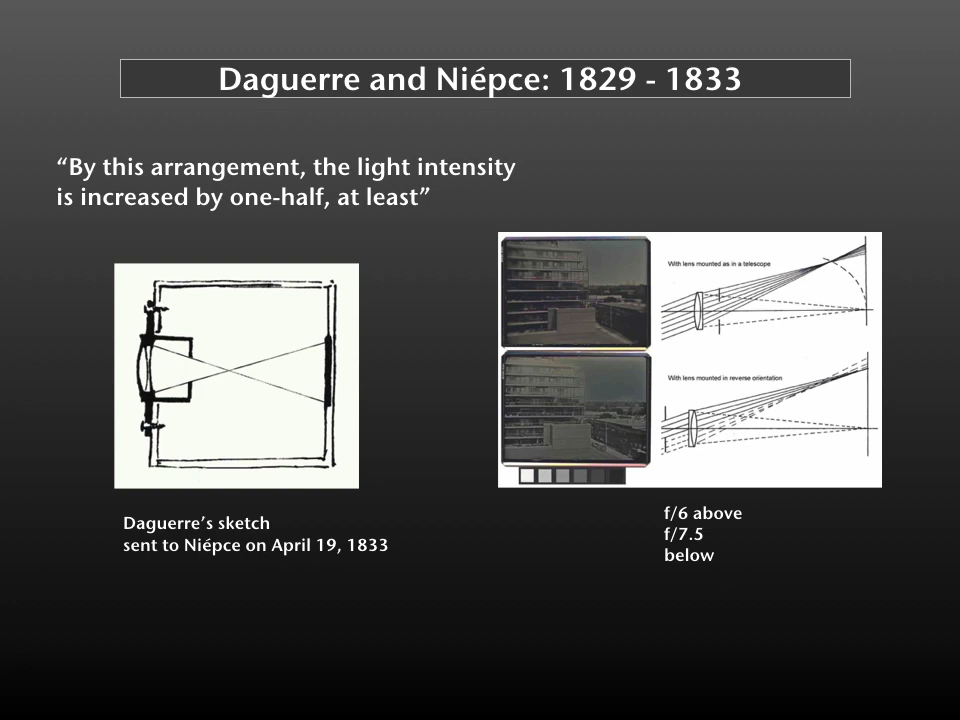 Daguerre and Niépce: 1829 - 1833
“By this arrangement, the light intensity
is increased by one-half, at least”
With lens mounted as in a telescope
With lens mounted in reverse orientation
Daguerre’s sketch
sent to Niépce on April 19, 1833
f/6 above
f/7.5
below